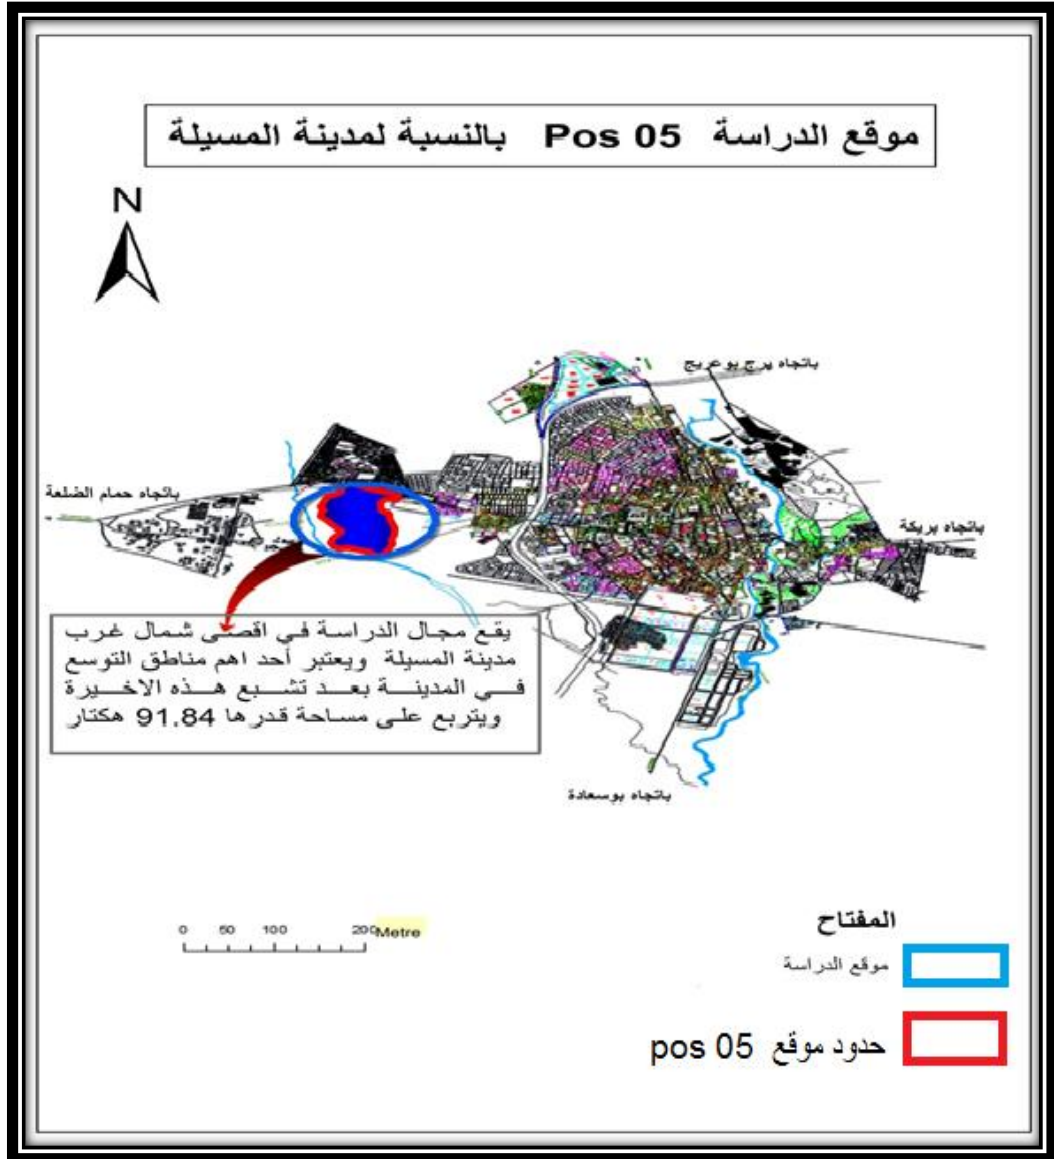 موقع الدراسة Pos 05 بالنسبة لمدينة المسيلة
N
باتجاه برج بوعريج
باتجاه حمام الضلعة
باتجاه بريكة
يقع مجال الدراسة في اقصى شمال غرب
مدينة المسيلة ويعتبر أحد اهم مناطق التوسع
في المدينة بعد تشبع هذه الاخيرة
ويتربع على مساحة قدرها 91,84 هكتار
باتجاه بوسعادة
0 50 100 200 Metre
المفتاح
موقع الدراسة
حدود موقع pos 05